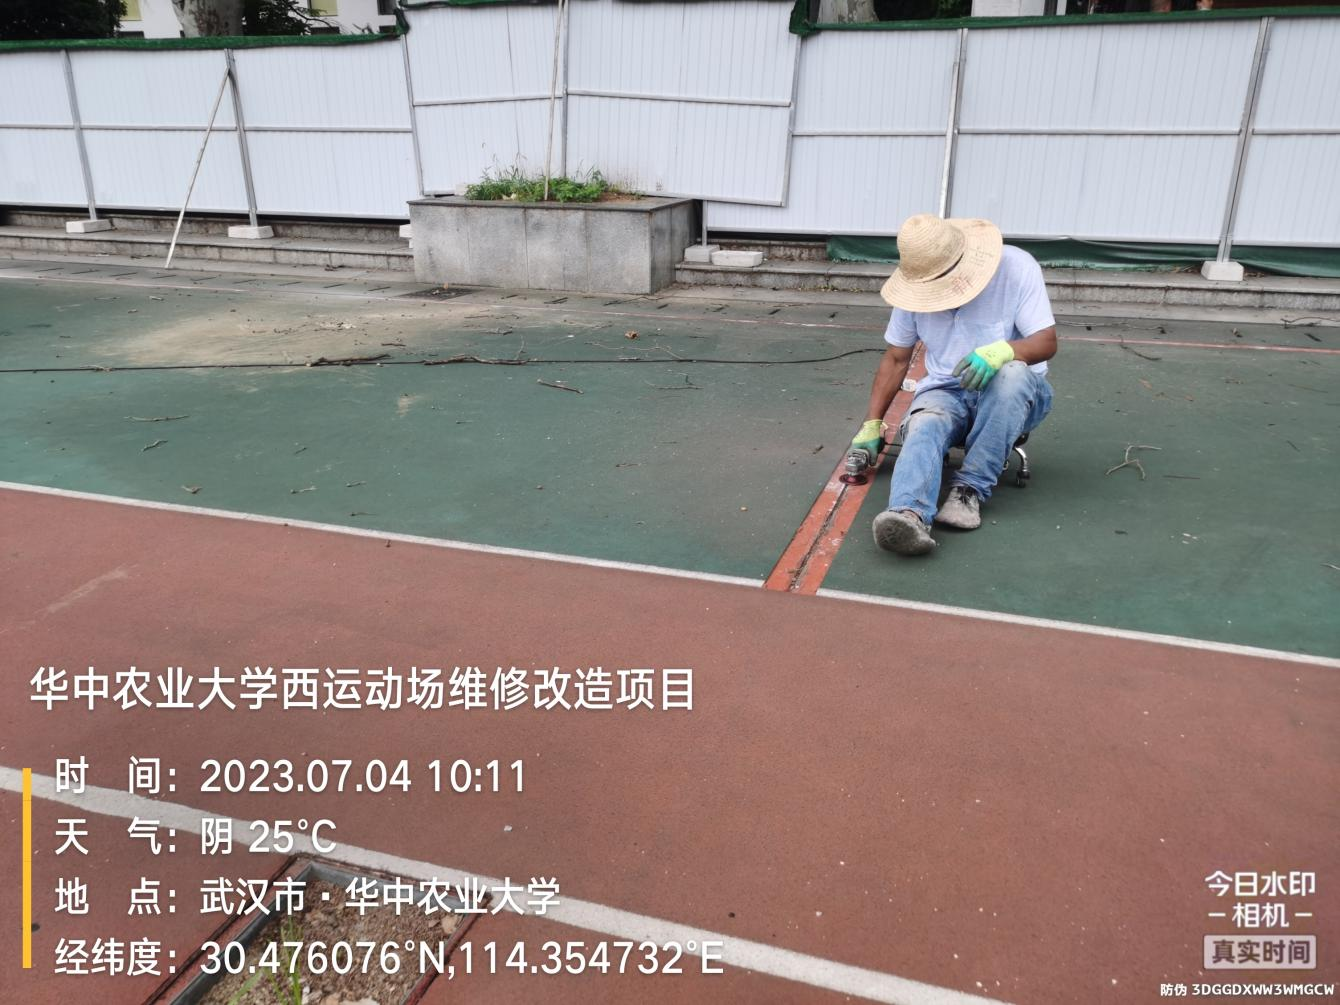 华中农业大学西运动场维修改造项目
时 间：2023.07.04 10:11
天 气：阴 25°C
地 点：武汉市·华中农业大学
经纬度：30.476076°N,114.354732°E
今日水印
-相机-
真实时间
防伪 3DGGDXWW3WMGCW